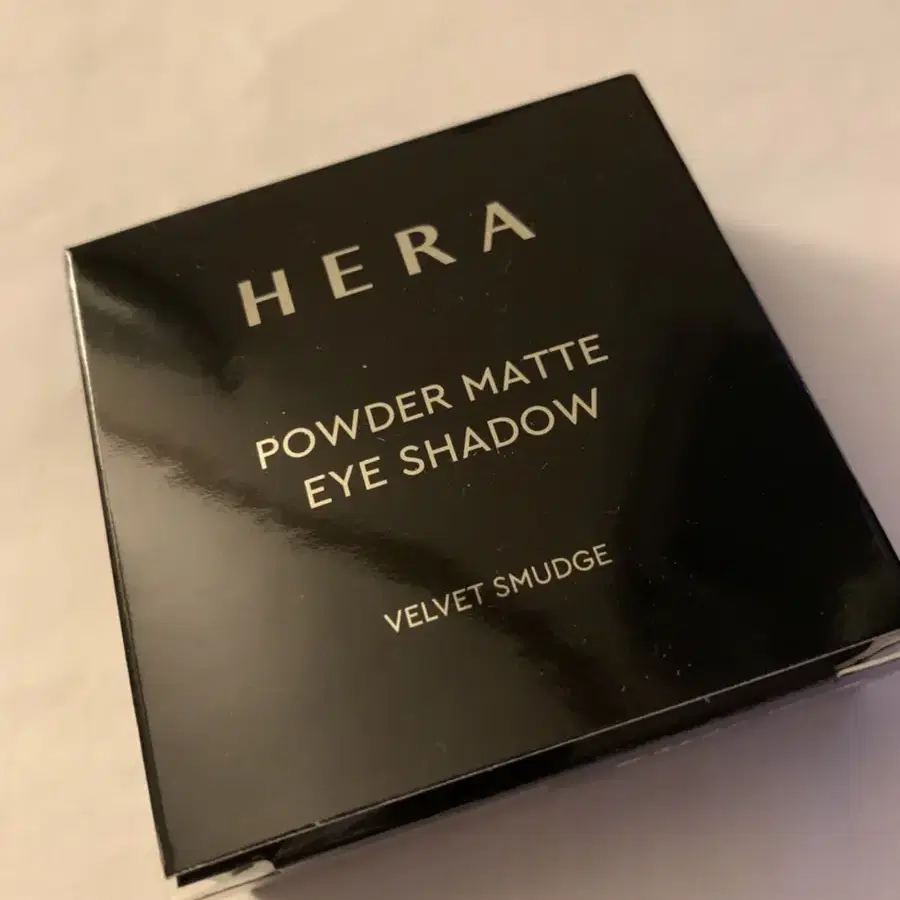 HERA
POWDER MATTE
EYE SHADOW
VELVET SMUDGE